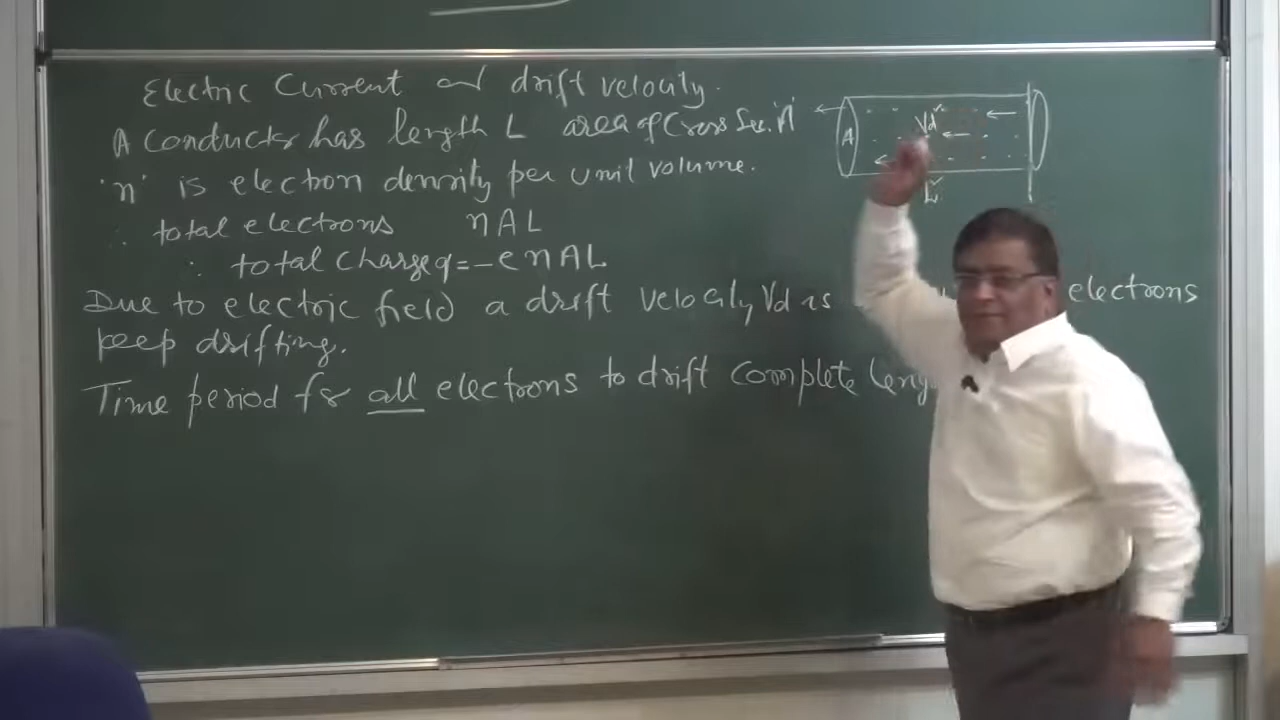 Electric Current and drift velocity.
A Conductor has length L area of Cross Sec. 'A'
'n' is electron density per unit volume.
∴ total electrons nAL
∴ total charge q = -enAL
Due to electric field a drift velocity Vd is electrons
keep drifting.
Time period for all electrons to drift complete
A
Vd
L